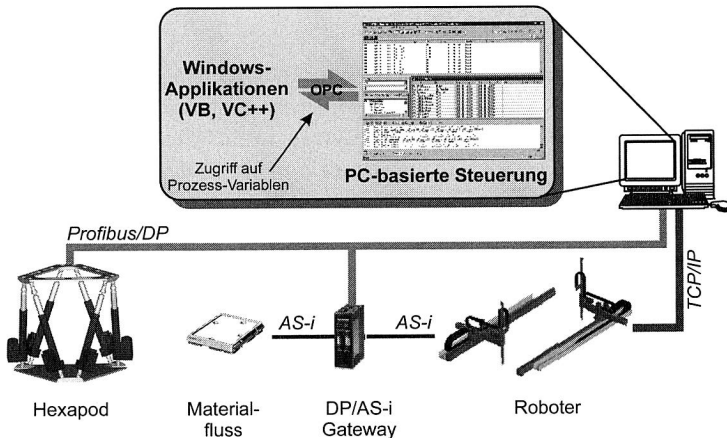 Windows-
Applikationen
(VB, VC++)
OPC
Zugriff auf
Prozess-Variablen
PC-basierte Steuerung
Profibus/DP
TCP/IP
AS-i
AS-i
Hexapod
Material-
fluss
DP/AS-i
Gateway
Roboter